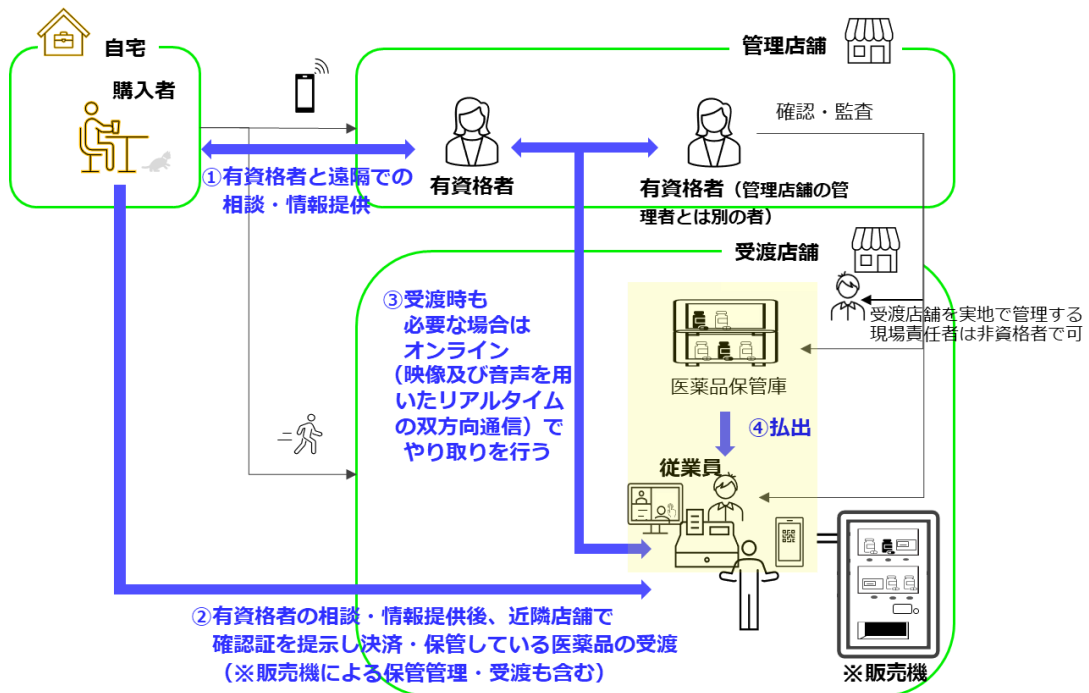 自宅
購入者
管理店舗
確認・監査
有資格者
有資格者（管理店舗の管
理者とは別の者）
①有資格者と遠隔での
相談・情報提供
受渡店舗
③受渡時も
必要な場合は
オンライン
（映像及び音声を用
いたリアルタイム
の双方向通信）で
やり取りを行う
受渡店舗を実地で管理する
現場責任者は非資格者で可
医薬品保管庫
④払出
従業員
②有資格者の相談・情報提供後、近隣店舗で
確認証を提示し決済・保管している医薬品の受渡
（※販売機による保管管理・受渡も含む）
※販売機